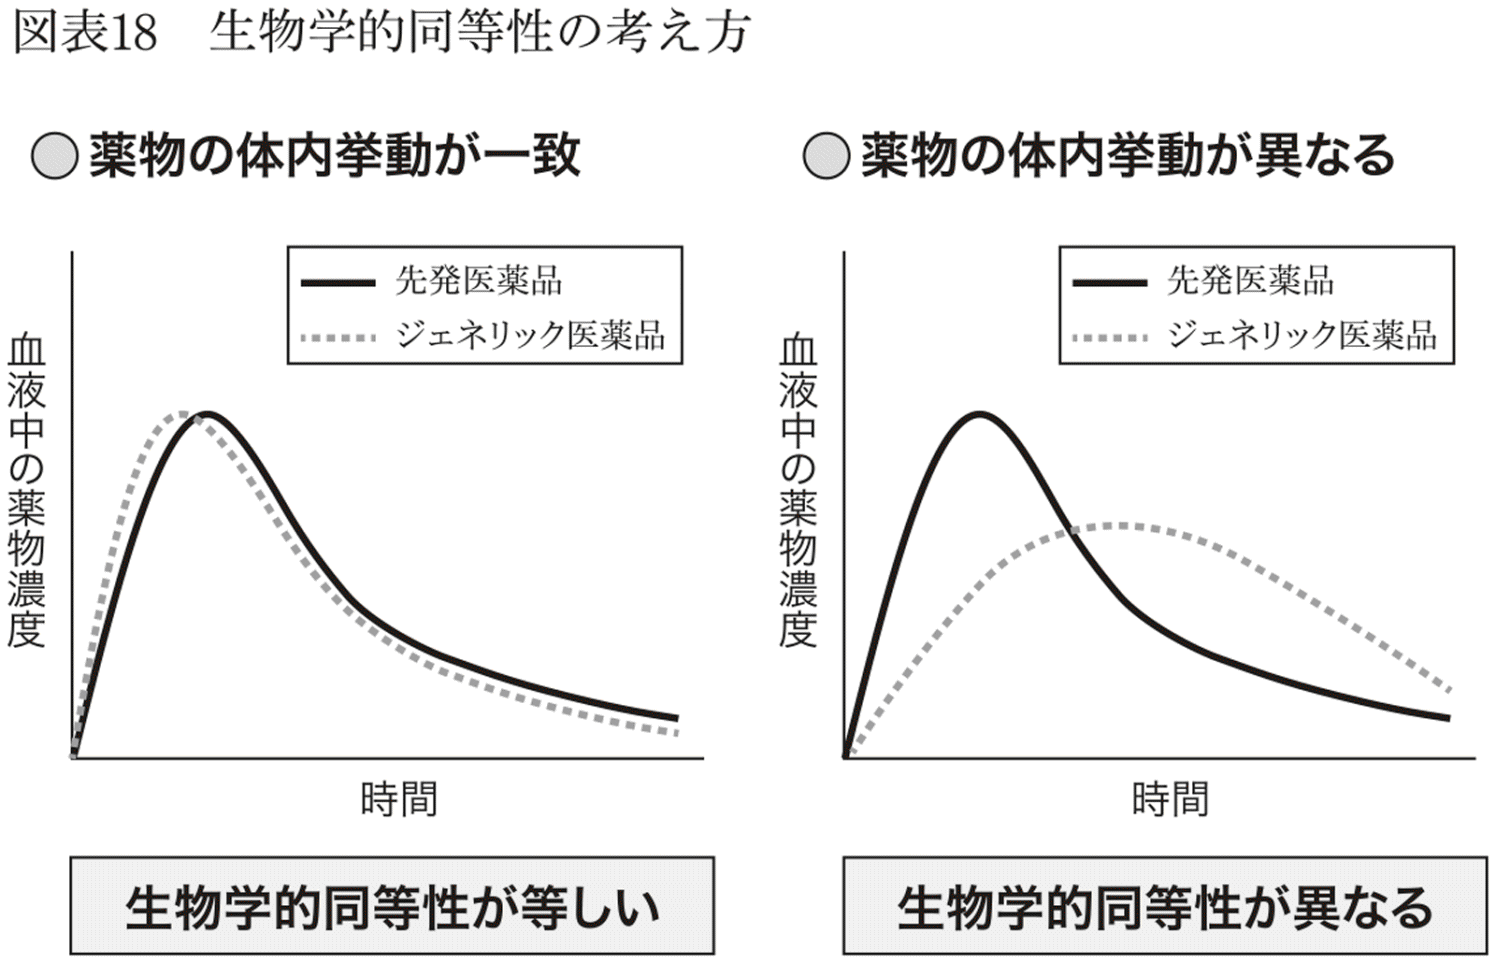 図表18　生物学的同等性の考え方
薬物の体内挙動が一致
先発医薬品
ジェネリック医薬品
血液中の薬物濃度
時間
生物学的同等性が等しい
薬物の体内挙動が異なる
先発医薬品
ジェネリック医薬品
血液中の薬物濃度
時間
生物学的同等性が異なる